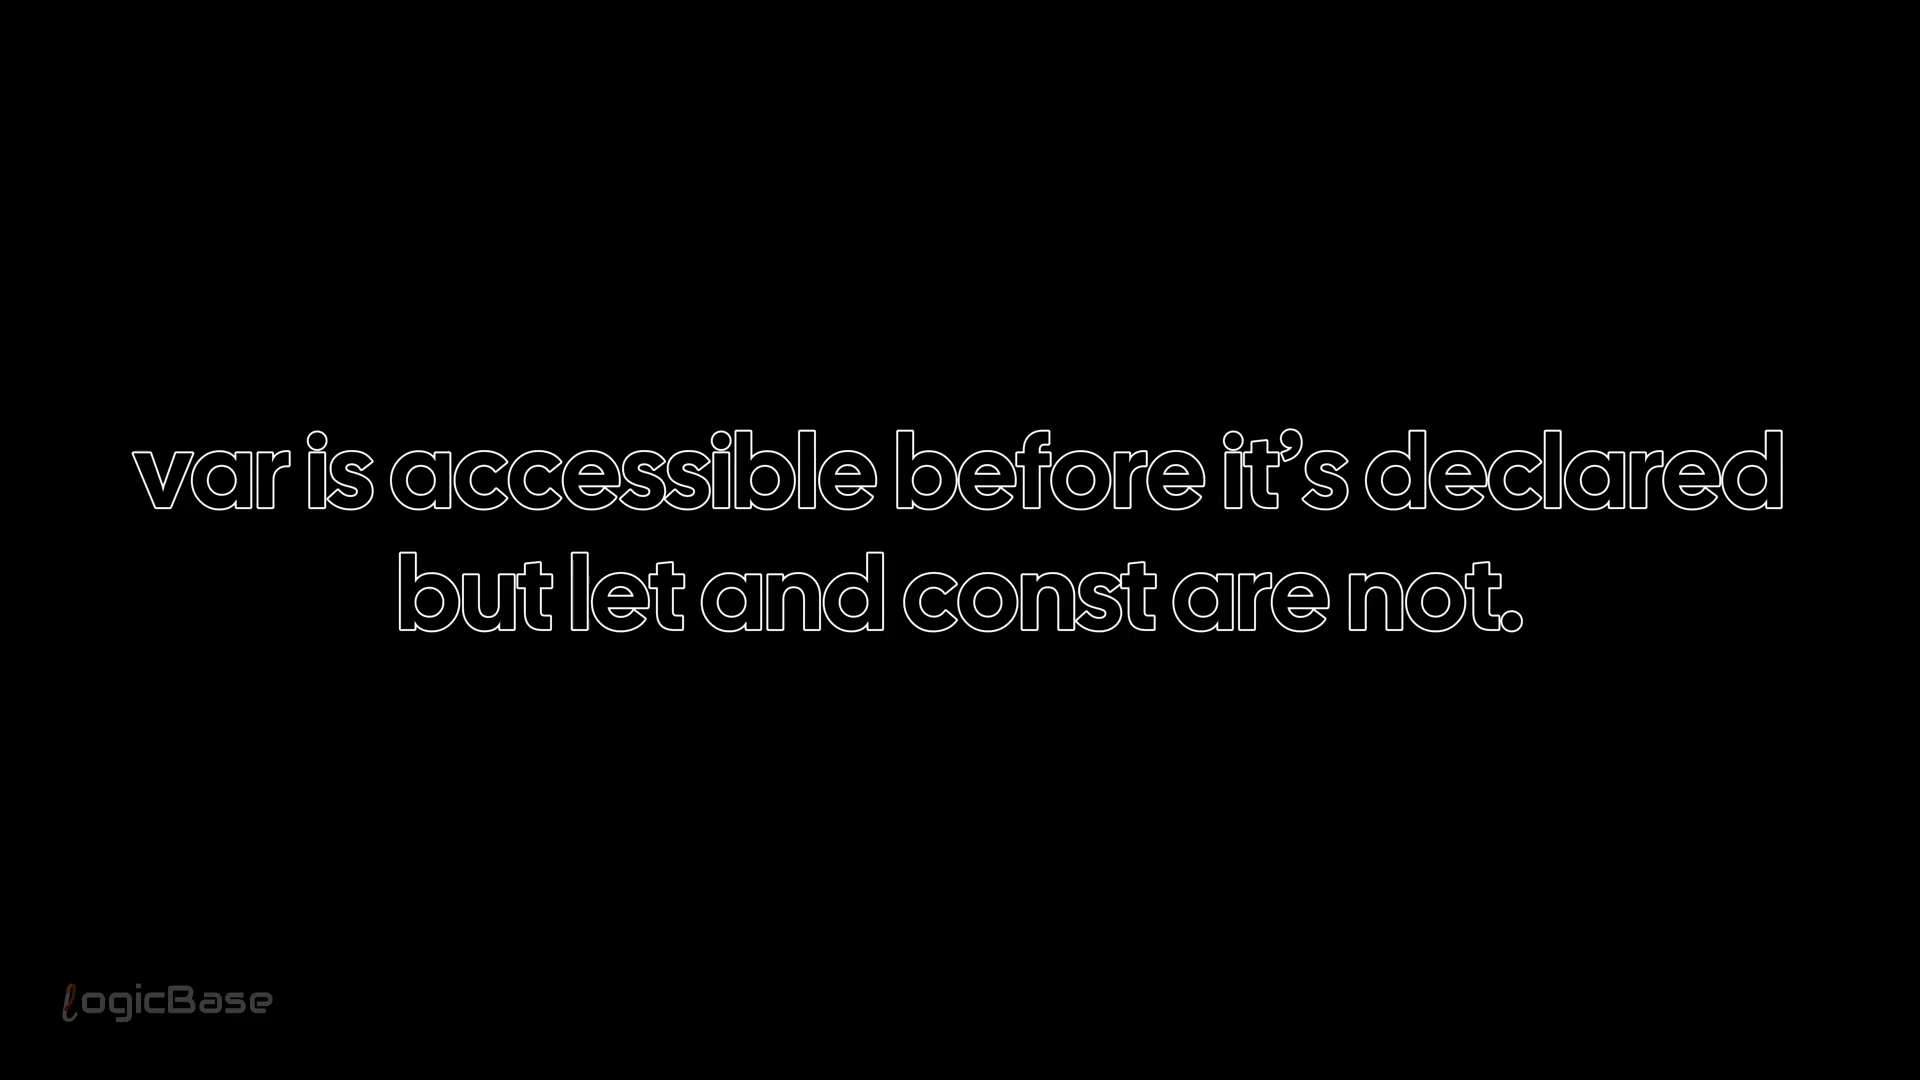 var is accessible before it’s declared
but let and const are not.
logicBase